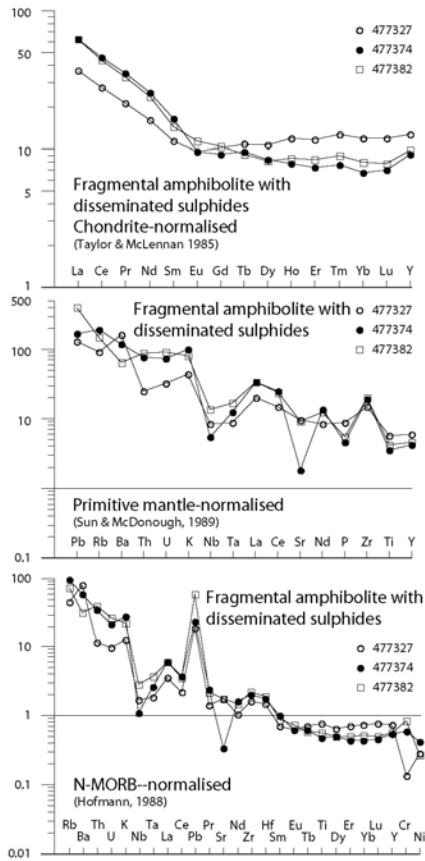 100
50
10
5
1
477327
477374
477382
Fragmental amphibolite with
disseminated sulphides
Chondrite-normalised
(Taylor & McLennan 1985)
La Ce Pr Nd Sm Eu Gd Tb Dy Ho Er Tm Yb Lu Y
500
100
10
0.1
Fragmental amphibolite with
disseminated sulphides
477327
477374
477382
Primitive mantle-normalised
(Sun & McDonough, 1989)
Pb Rb Ba Th U K Nb Ta La Ce Sr Nd P Zr Ti Y
100
10
1
0.1
0,01
Fragmental amphibolite with
disseminated sulphides
477327
477374
477382
N-MORB--normalised
(Hofmann, 1988)
Rb Th K Ta Ce Pr Nd Hf Eu Ti Er Lu Cr
Ba U Nb La Pb Sr Zr Sm Tb Dy Yb Y Ni